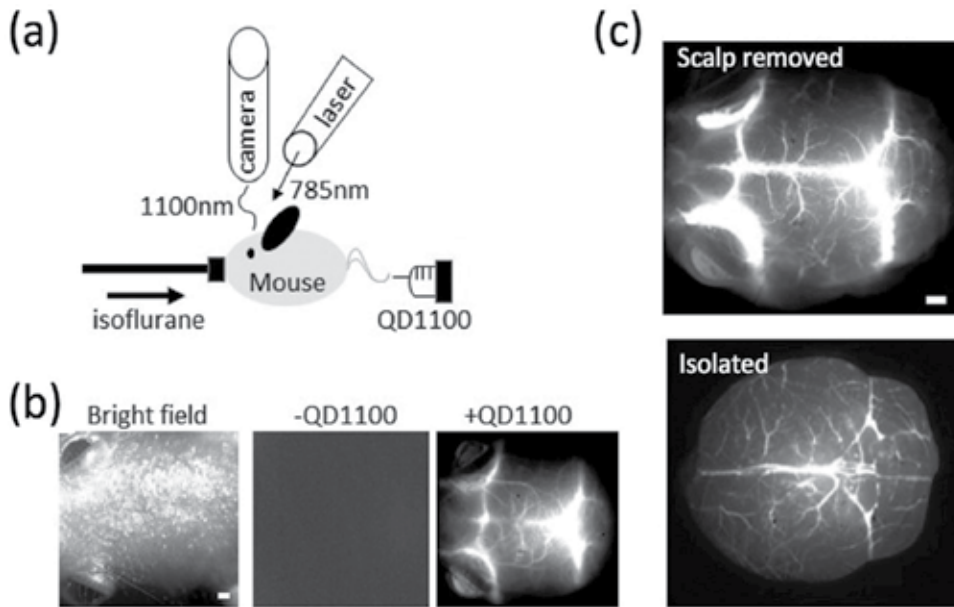 (a)
camera
laser
1100nm
785nm
Mouse
isoflurane
QD1100
(b)
Bright field
-QD1100
+QD1100
(c)
Scalp removed
Isolated